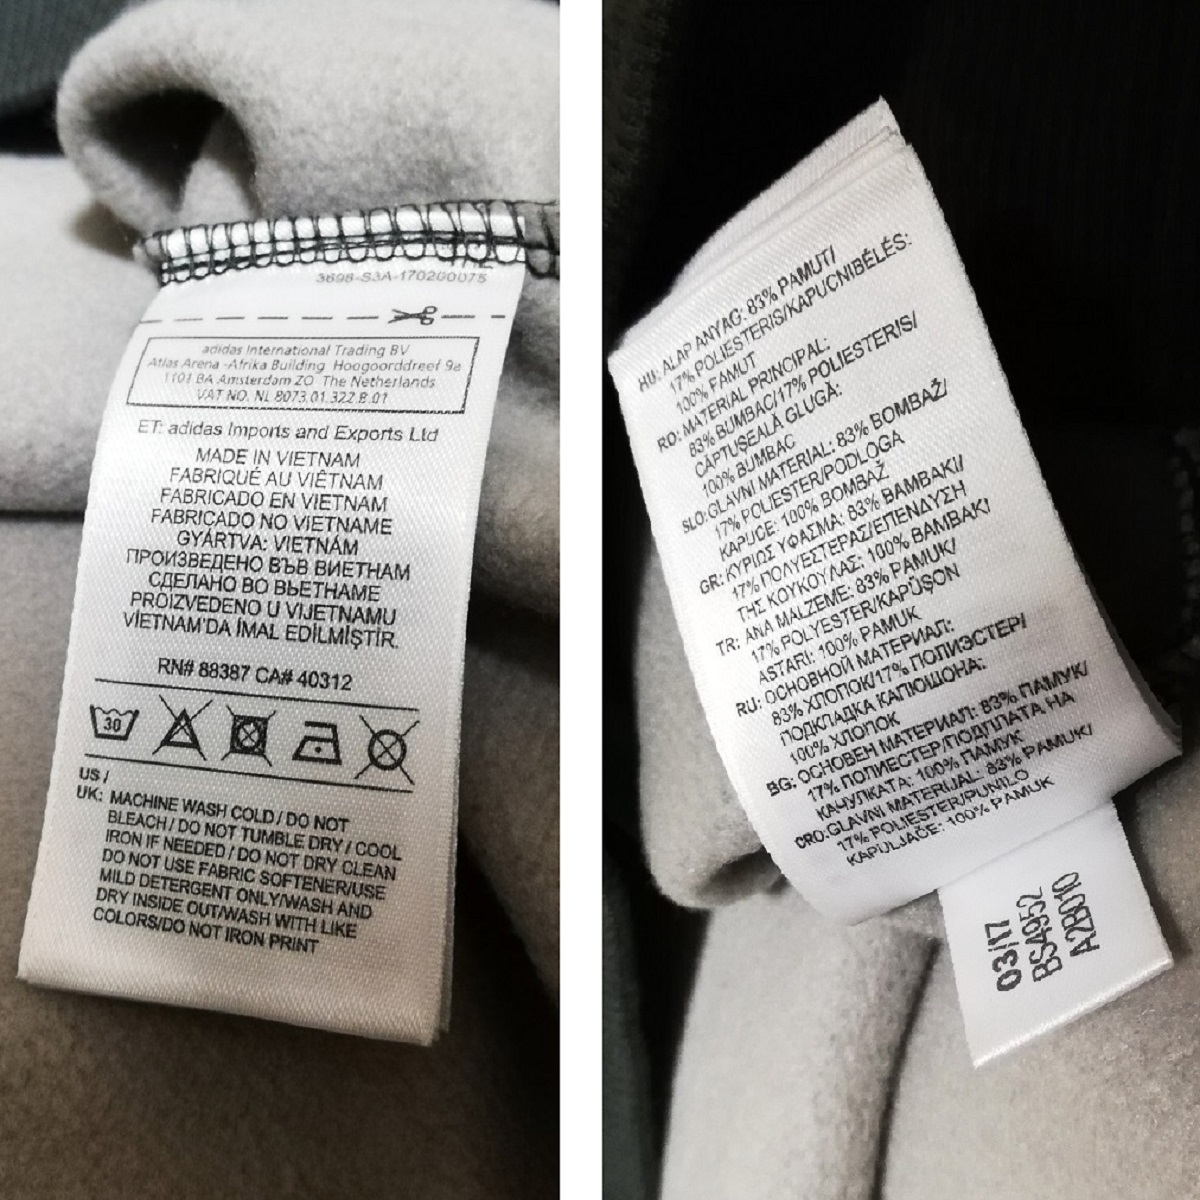 3698-S3A-170200075
adidas International Trading BV
Atlas Arena -Afrika Building Hoogoorddreef 9a
1101 BA Amsterdam ZO The Netherlands
VAT NO. NL 8073.01.322.B.01
ET: adidas Imports and Exports Ltd
MADE IN VIETNAM
FABRIQUÉ AU VIÊTNAM
FABRICADO EN VIETNAM
FABRICADO NO VIETNAME
GYÁRTVA: VIETNÁM
ПРОИЗВЕДЕНО ВЪВ ВИЕТНАМ
СДЕЛАНО ВО ВЬЕТНАМЕ
PROIZVEDENO U VIJETNAMU
VİETNAM'DA İMAL EDİLMİŞTİR.
RN# 88387 CA# 40312
30
US /
UK: MACHINE WASH COLD / DO NOT
BLEACH / DO NOT TUMBLE DRY / COOL
IRON IF NEEDED / DO NOT DRY CLEAN
DO NOT USE FABRIC SOFTENER/USE
MILD DETERGENT ONLY/WASH AND
DRY INSIDE OUT/WASH WITH LIKE
COLORS/DO NOT IRON PRINT
HU: ALAP ANYAG: 83% PAMUT/
17% POLIESTERIS/KAPUCNIBÉLÉS:
100% PAMUT
RO: MATERIAL PRINCIPAL:
83% BUMBAC/17% POLIESTERIS/
CĂPTUŞEALĂ GLUGĂ:
100% BUMBAC
SLO: GLAVNI MATERIAL: 83% BOMBAŽ/
17% POLIESTER/PODLOGA
KAPUCE: 100% BOMBAŽ
GR: ΚΥΡΙΩΣ ΥΦΑΣΜΑ: 83% ΒΑΜΒΑΚΙ/
17% ΠΟΛΥΕΣΤΕΡΑΣ/ΕΠΕΝΔΥΣΗ
ΤΗΣ ΚΟΥΚΟΥΛΑΣ: 100% ΒΑΜΒΑΚΙ
TR: ANA MALZEME: 83% PAMUK/
17% POLYESTER/KAPÜŞON
ASTARI: 100% PAMUK
RU: ОСНОВНОЙ МАТЕРИАЛ:
83% ХЛОПОК/17% ПОЛИЭСТЕР/
ПОДКЛАДКА КАПЮШОНА:
100% ХЛОПОК
BG: ОСНОВЕН МАТЕРИАЛ: 83% ПАМУК/
17% ПОЛИЕСТЕР/ПОДПЛАТА НА
КАЧУЛКАТА: 100% ПАМУК
CRO: GLAVNI MATERIJAL: 83% PAMUK/
17% POLIESTER/PUNILO
KAPULJAČE: 100% PAMUK
03/17
BS4952
A2B010